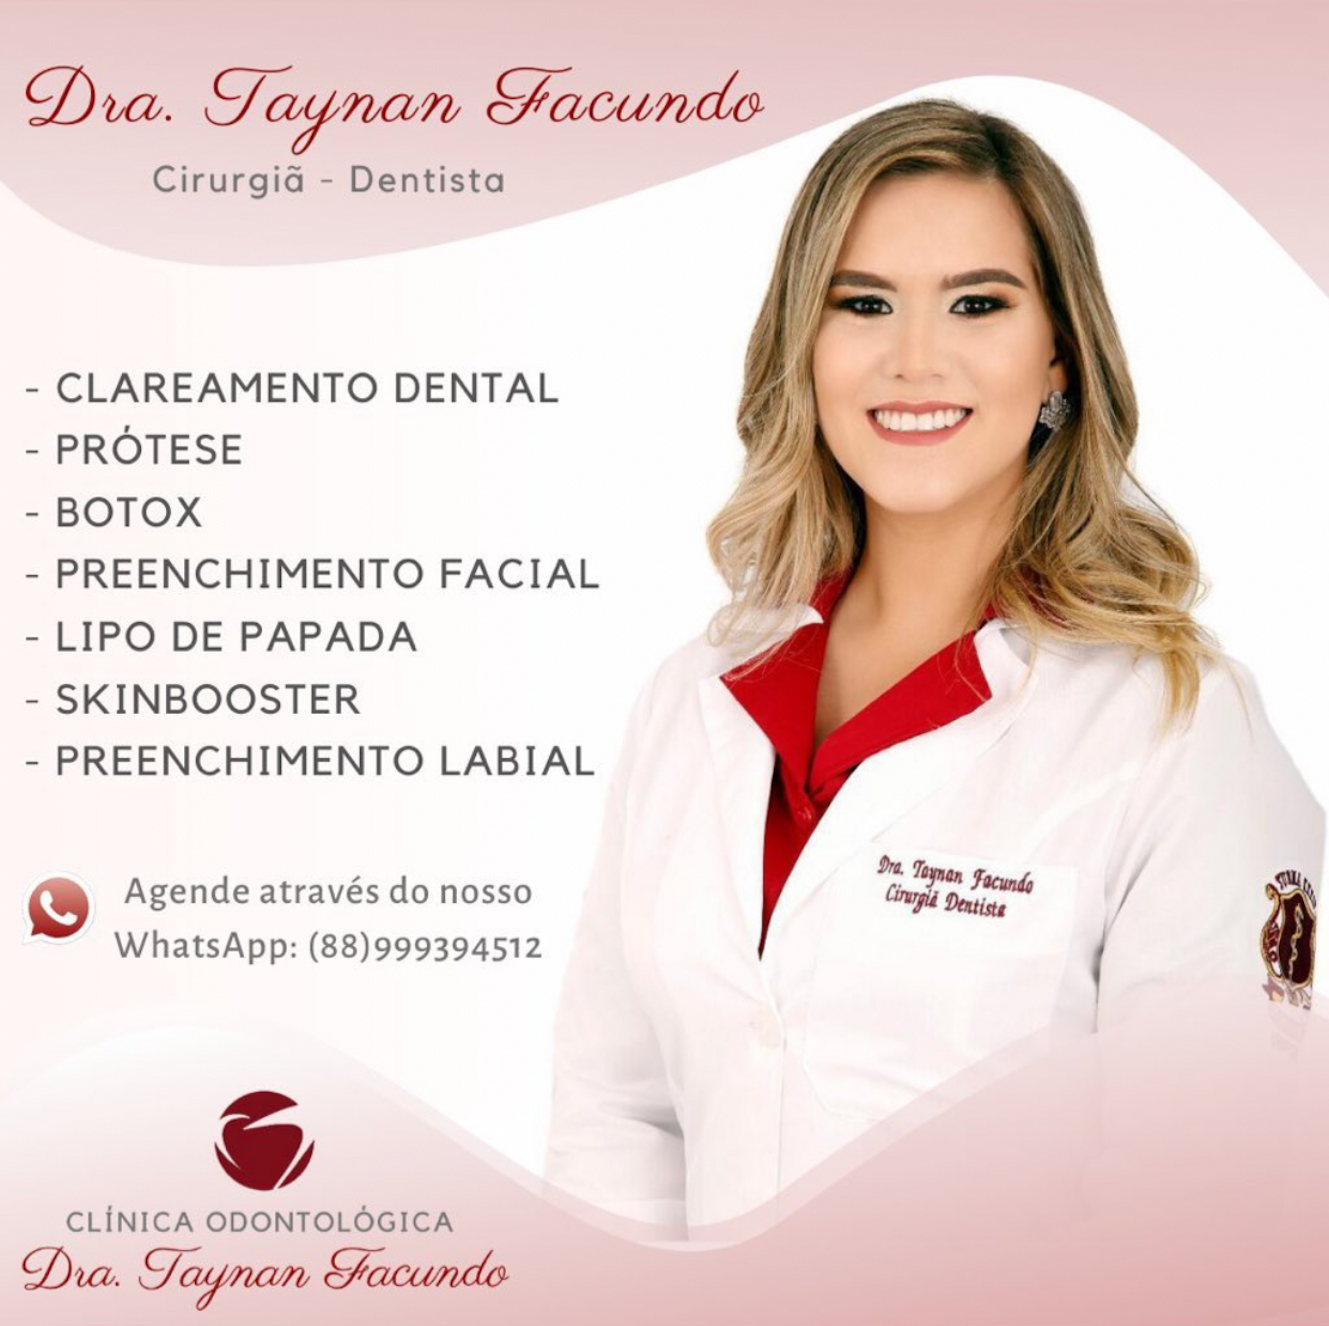 Dra. Taynan Facundo
Cirurgiã - Dentista
- CLAREAMENTO DENTAL
- PRÓTESE
- BOTOX
- PREENCHIMENTO FACIAL
- LIPO DE PAPADA
- SKINBOOSTER
- PREENCHIMENTO LABIAL
Agende através do nosso
WhatsApp: (88)999394512
Dra. Taynan Facundo
Cirurgiã Dentista
CLÍNICA ODONTOLÓGICA
Dra. Taynan Facundo